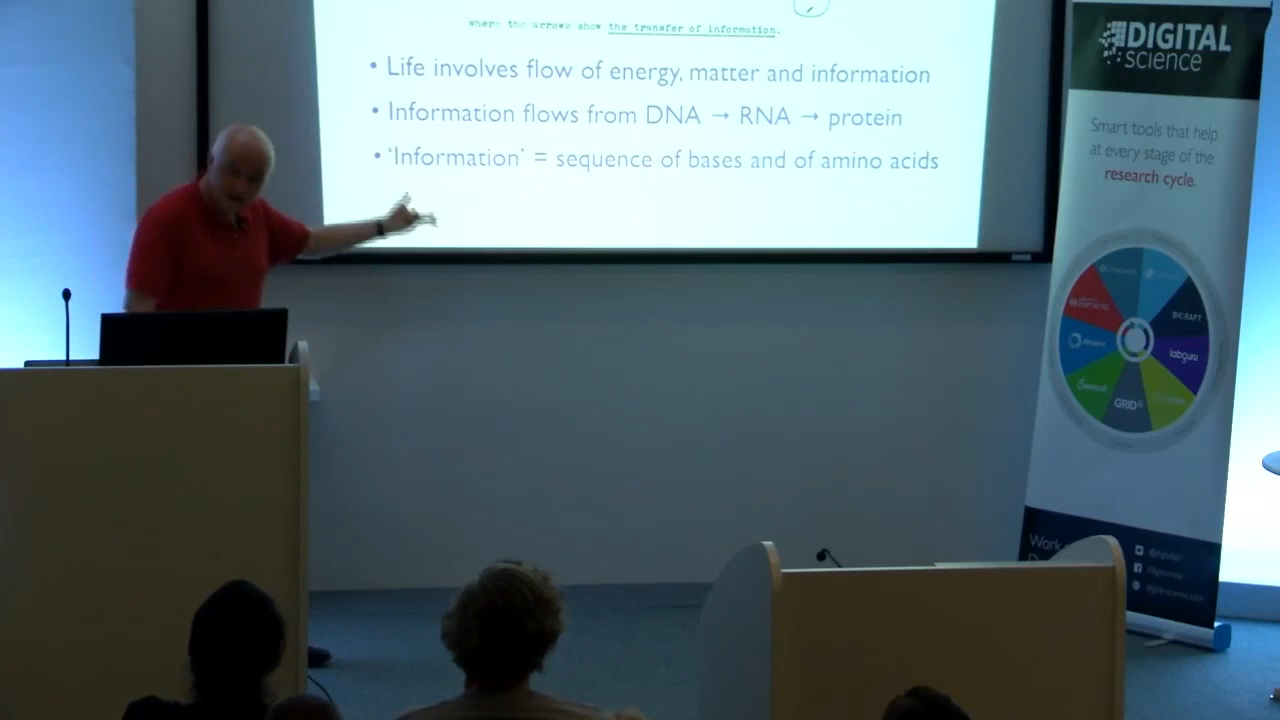 where the arrows show the transfer of information.
• Life involves flow of energy, matter and information
• Information flows from DNA → RNA → protein
• 'Information' = sequence of bases and of amino acids
DIGITAL
science
Smart tools that help
at every stage of the
research cycle.
BIORAFT
labguru
GRID
Work